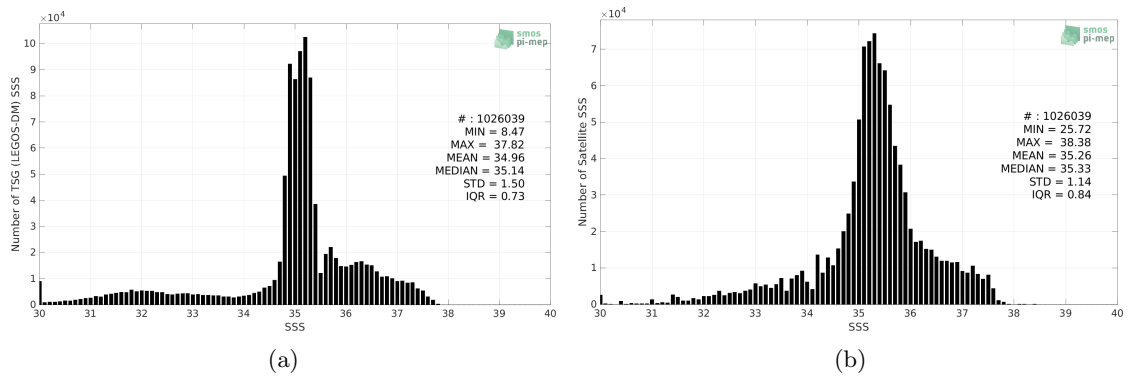 ×10⁴
10
9
8
7
6
5
4
3
2
1
0
Number of TSG (LEGOS-DM) SSS
smos
pi-mep
# : 1026039
MIN = 8.47
MAX = 37.82
MEAN = 34.96
MEDIAN = 35.14
STD = 1.50
IQR = 0.73
30 31 32 33 34 35 36 37 38 39 40
SSS
(a)
×10⁴
7
6
5
4
3
2
1
0
Number of Satellite SSS
smos
pi-mep
# : 1026039
MIN = 25.72
MAX = 38.38
MEAN = 35.26
MEDIAN = 35.33
STD = 1.14
IQR = 0.84
30 31 32 33 34 35 36 37 38 39 40
SSS
(b)